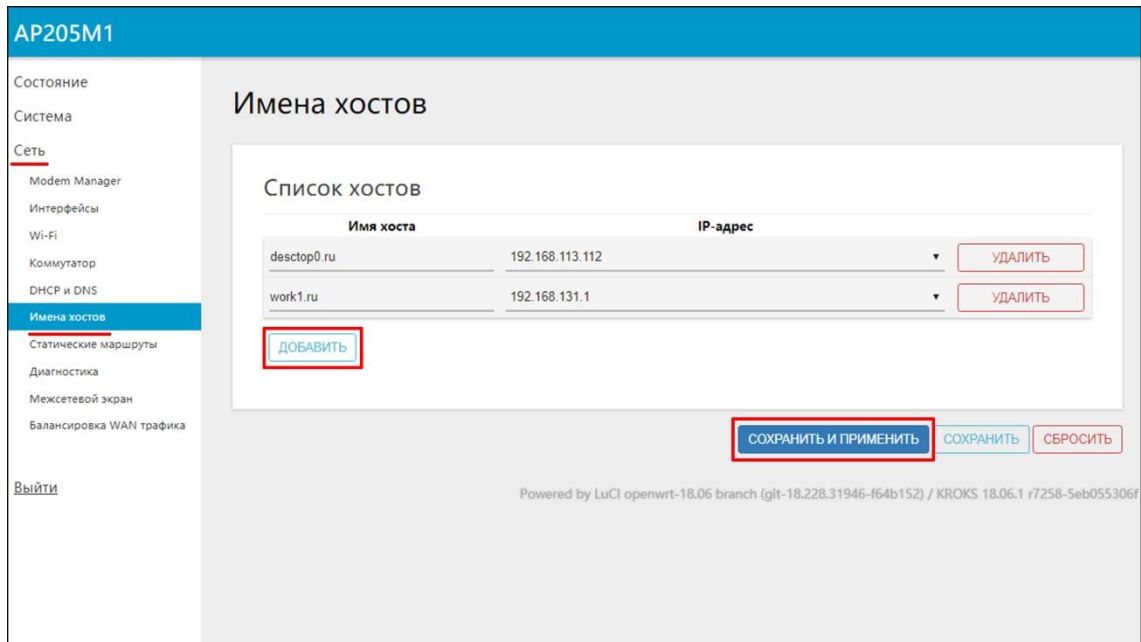 AP205M1
Состояние
Система
Сеть
Modem Manager
Интерфейсы
Wi-Fi
Коммутатор
DHCP и DNS
Имена хостов
Статические маршруты
Диагностика
Межсетевой экран
Балансировка WAN трафика
Выйти
Имена хостов
Список хостов
Имя хоста IP-адрес
desctop0.ru 192.168.113.112 УДАЛИТЬ
work1.ru 192.168.131.1 УДАЛИТЬ
ДОБАВИТЬ
СОХРАНИТЬ И ПРИМЕНИТЬ СОХРАНИТЬ СБРОСИТЬ
Powered by LuCI openwrt-18.06 branch (git-18.228.31946-f64b152) / KROKS 18.06.1 r7258-5eb055306f